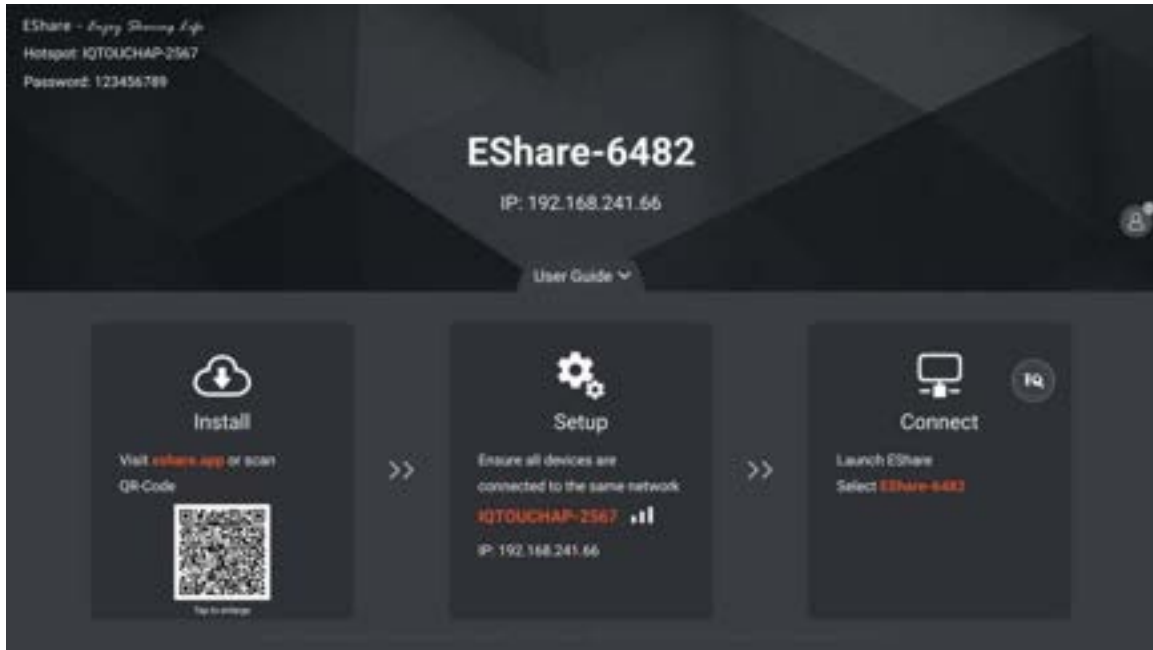 EShare - Enjoy Sharing Life
Hotspot: IQTOUCHAP-2567
Password: 123456789
EShare-6482
IP: 192.168.241.66
User Guide
Install
Visit eshare.app or scan
QR-Code
Tap to enlarge
>>
Setup
Ensure all devices are
connected to the same network
IQTOUCHAP-2567
IP: 192.168.241.66
>>
Connect
IQ
Launch EShare
Select EShare-6482